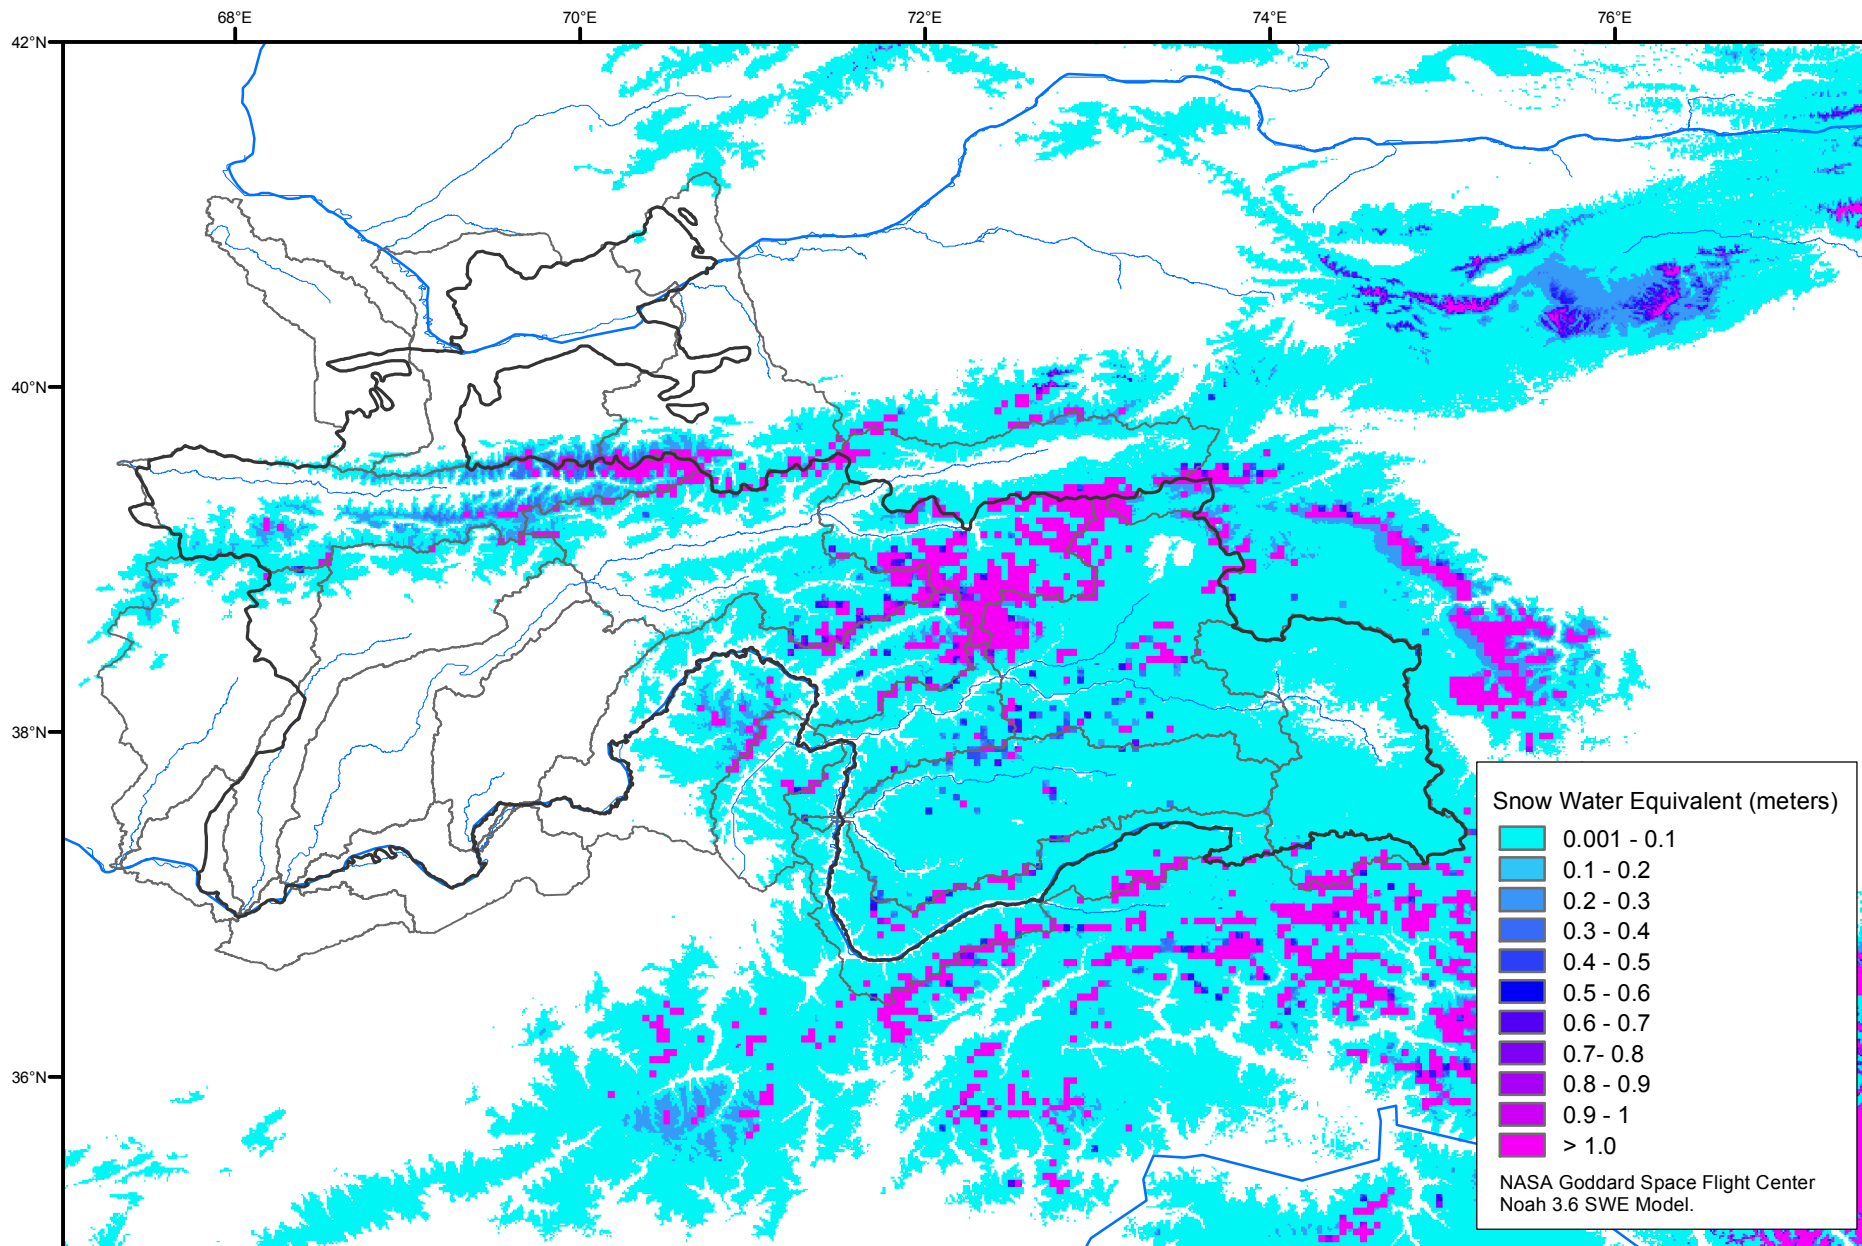 68°E
70°E
72°E
74°E
76°E
42°N
40°N
38°N
36°N
Snow Water Equivalent (meters)
0.001 - 0.1
0.1 - 0.2
0.2 - 0.3
0.3 - 0.4
0.4 - 0.5
0.5 - 0.6
0.6 - 0.7
0.7- 0.8
0.8 - 0.9
0.9 - 1
> 1.0
NASA Goddard Space Flight Center
Noah 3.6 SWE Model.